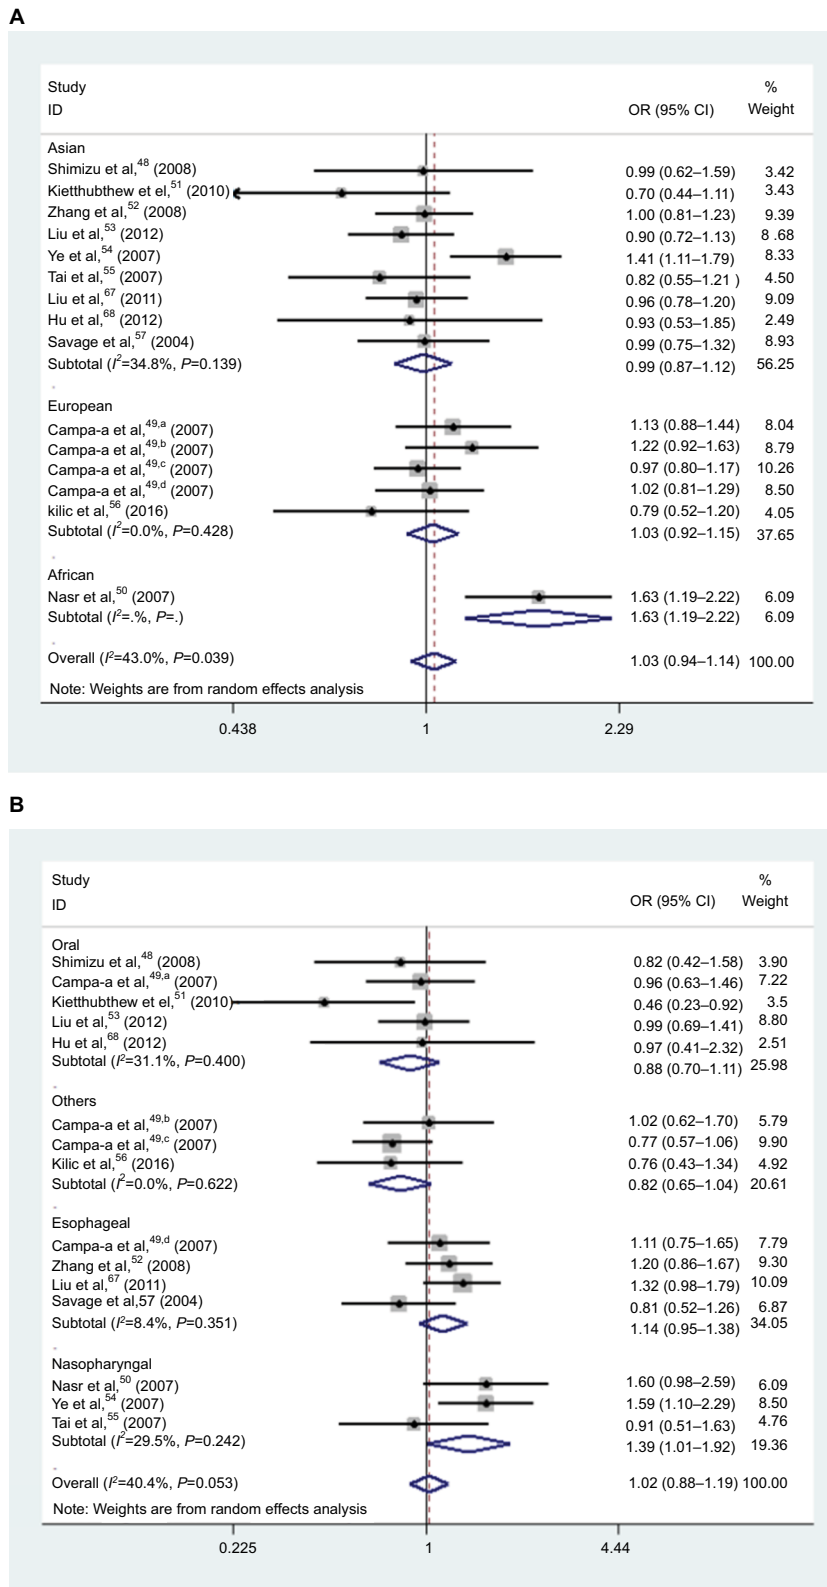 A
Study %
ID OR (95% CI) Weight
Asian
Shimizu et al,48 (2008) 0.99 (0.62–1.59) 3.42
Kietthubthew el,51 (2010) 0.70 (0.44–1.11) 3.43
Zhang et al,52 (2008) 1.00 (0.81–1.23) 9.39
Liu et al,53 (2012) 0.90 (0.72–1.13) 8 .68
Ye et al,54 (2007) 1.41 (1.11–1.79) 8.33
Tai et al,55 (2007) 0.82 (0.55–1.21 ) 4.50
Liu et al,67 (2011) 0.96 (0.78–1.20) 9.09
Hu et al,68 (2012) 0.93 (0.53–1.85) 2.49
Savage et al,57 (2004) 0.99 (0.75–1.32) 8.93
Subtotal (I2=34.8%, P=0.139) 0.99 (0.87–1.12) 56.25
European
Campa-a et al,49,a (2007) 1.13 (0.88–1.44) 8.04
Campa-a et al,49,b (2007) 1.22 (0.92–1.63) 8.79
Campa-a et al,49,c (2007) 0.97 (0.80–1.17) 10.26
Campa-a et al,49,d (2007) 1.02 (0.81–1.29) 8.50
kilic et al,56 (2016) 0.79 (0.52–1.20) 4.05
Subtotal (I2=0.0%, P=0.428) 1.03 (0.92–1.15) 37.65
African
Nasr et al,50 (2007) 1.63 (1.19–2.22) 6.09
Subtotal (I2=.%, P=.) 1.63 (1.19–2.22) 6.09
Overall (I2=43.0%, P=0.039) 1.03 (0.94–1.14) 100.00
Note: Weights are from random effects analysis
0.438 1 2.29
B
Study %
ID OR (95% CI) Weight
Oral
Shimizu et al,48 (2008) 0.82 (0.42–1.58) 3.90
Campa-a et al,49,a (2007) 0.96 (0.63–1.46) 7.22
Kietthubthew el,51 (2010) 0.46 (0.23–0.92) 3.5
Liu et al,53 (2012) 0.99 (0.69–1.41) 8.80
Hu et al,68 (2012) 0.97 (0.41–2.32) 2.51
Subtotal (I2=31.1%, P=0.400) 0.88 (0.70–1.11) 25.98
Others
Campa-a et al,49,b (2007) 1.02 (0.62–1.70) 5.79
Campa-a et al,49,c (2007) 0.77 (0.57–1.06) 9.90
Kilic et al,56 (2016) 0.76 (0.43–1.34) 4.92
Subtotal (I2=0.0%, P=0.622) 0.82 (0.65–1.04) 20.61
Esophageal
Campa-a et al,49,d (2007) 1.11 (0.75–1.65) 7.79
Zhang et al,52 (2008) 1.20 (0.86–1.67) 9.30
Liu et al,67 (2011) 1.32 (0.98–1.79) 10.09
Savage et al,57 (2004) 0.81 (0.52–1.26) 6.87
Subtotal (I2=8.4%, P=0.351) 1.14 (0.95–1.38) 34.05
Nasopharyngal
Nasr et al,50 (2007) 1.60 (0.98–2.59) 6.09
Ye et al,54 (2007) 1.59 (1.10–2.29) 8.50
Tai et al,55 (2007) 0.91 (0.51–1.63) 4.76
Subtotal (I2=29.5%, P=0.242) 1.39 (1.01–1.92) 19.36
Overall (I2=40.4%, P=0.053) 1.02 (0.88–1.19) 100.00
Note: Weights are from random effects analysis
0.225 1 4.44